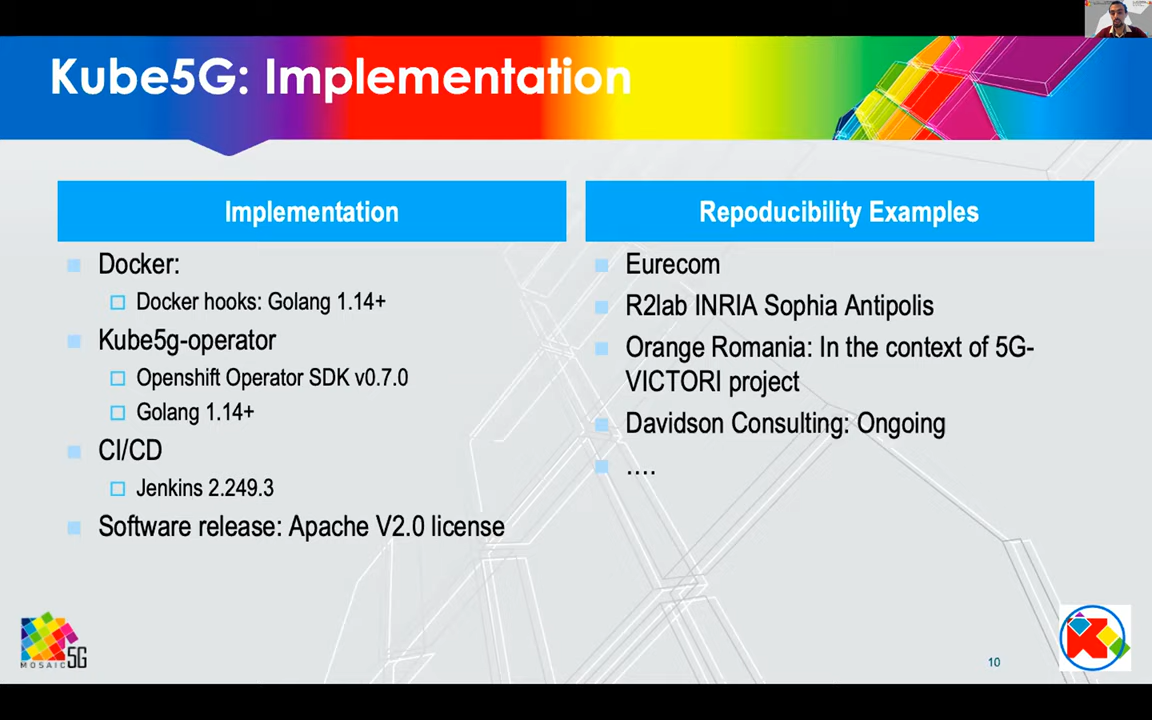 Kube5G: Implementation
Implementation
Docker:
Docker hooks: Golang 1.14+
Kube5g-operator
Openshift Operator SDK v0.7.0
Golang 1.14+
CI/CD
Jenkins 2.249.3
Software release: Apache V2.0 license
Repoducibility Examples
Eurecom
R2lab INRIA Sophia Antipolis
Orange Romania: In the context of 5G-
VICTORI project
Davidson Consulting: Ongoing
....
MOSAIC5G
10
K